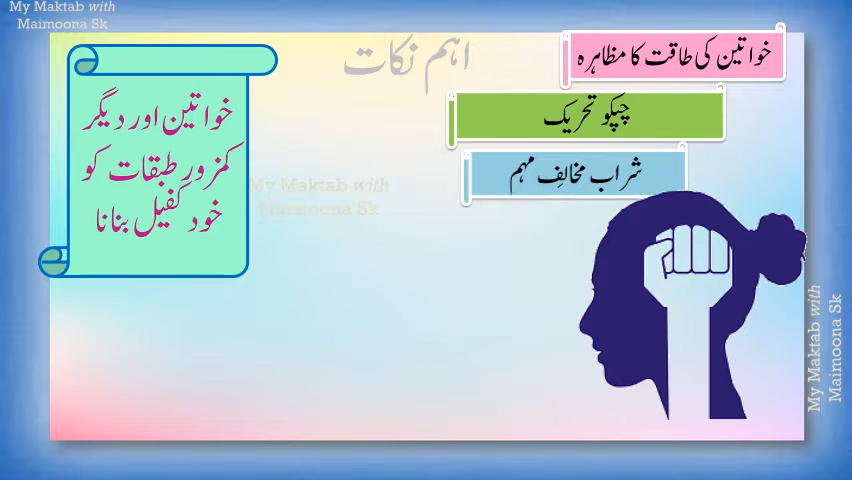 My Maktab with
Maimoona Sk
اہم نکات
خواتین کی طاقت کا مظاہرہ
چپکو تحریک
شراب مخالف مہم
خواتین اور دیگر
کمزور طبقات کو
خود کفیل بنانا
My Maktab with
Maimoona Sk
My Maktab with
Maimoona Sk